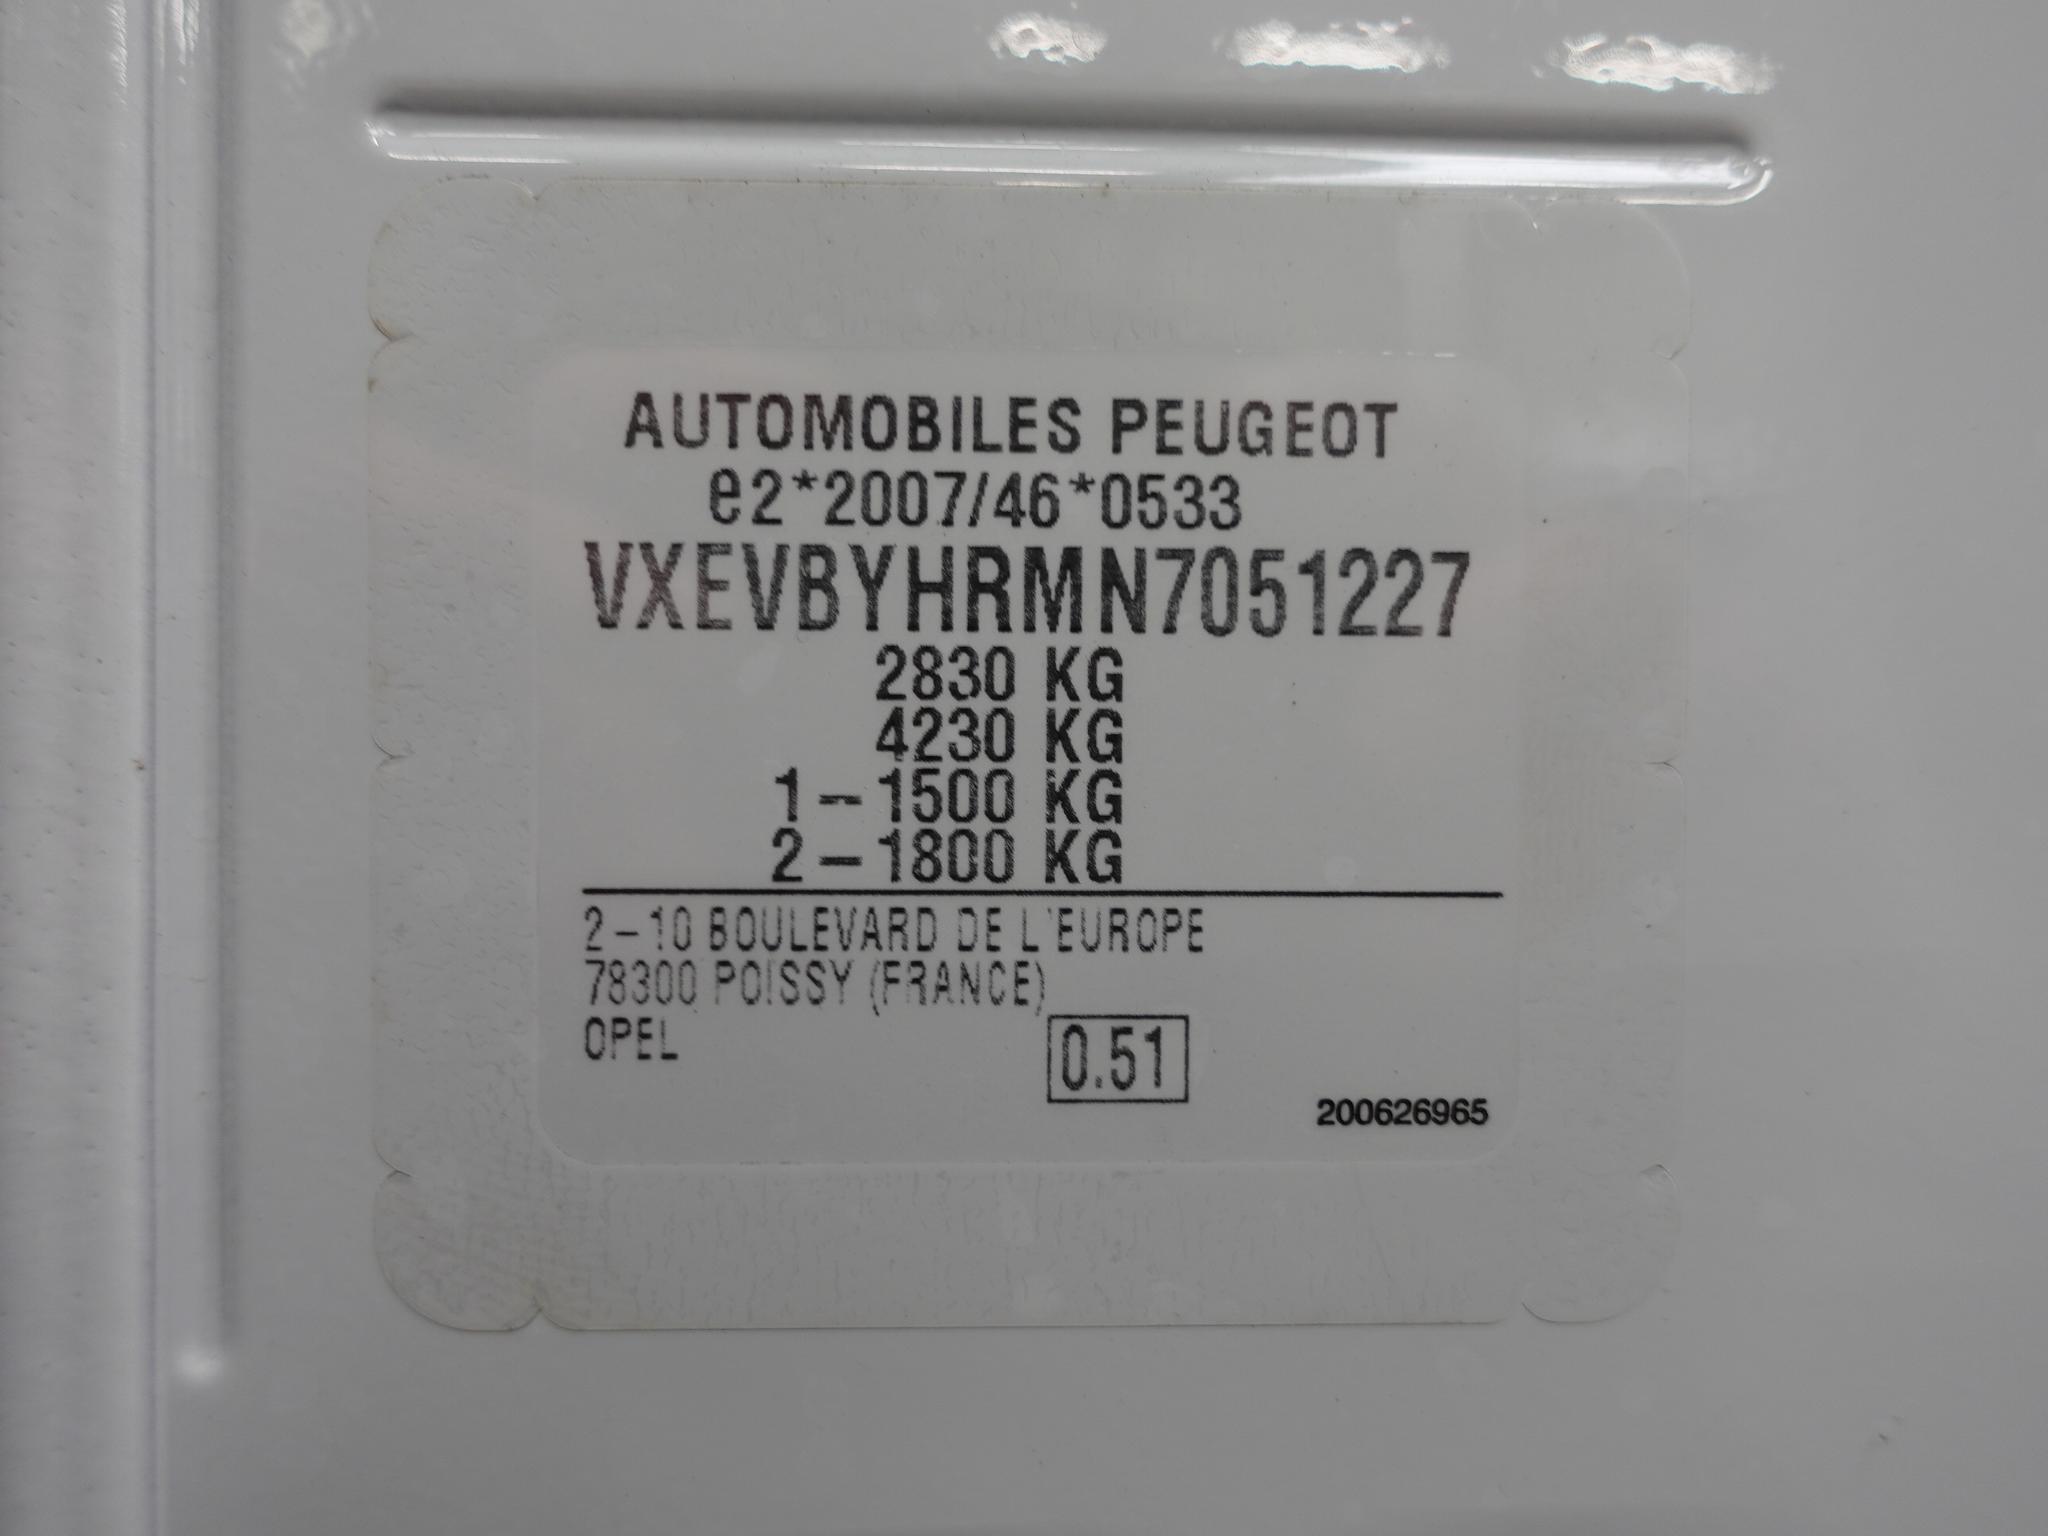 AUTOMOBILES PEUGEOT
e2*2007/46*0533
VXEVBYHRMN7051227
2830 KG
4230 KG
1-1500 KG
2-1800 KG
2-10 BOULEVARD DE L'EUROPE
78300 POISSY (FRANCE)
OPEL
0.51
200626965